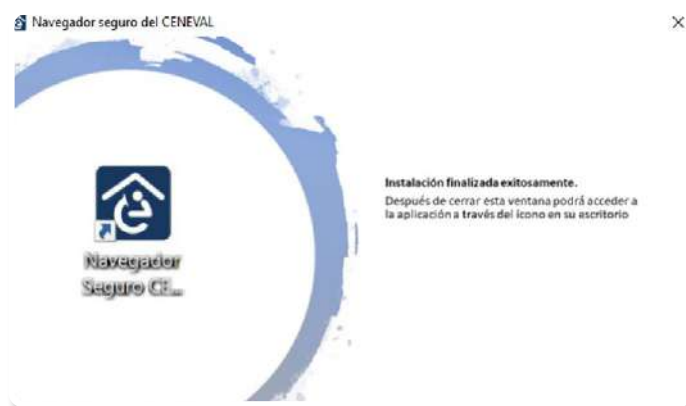 Navegador seguro del CENEVAL
Instalación finalizada exitosamente.
Después de cerrar esta ventana podrá acceder a
la aplicación a través del ícono en su escritorio
Navegador
Seguro CE...